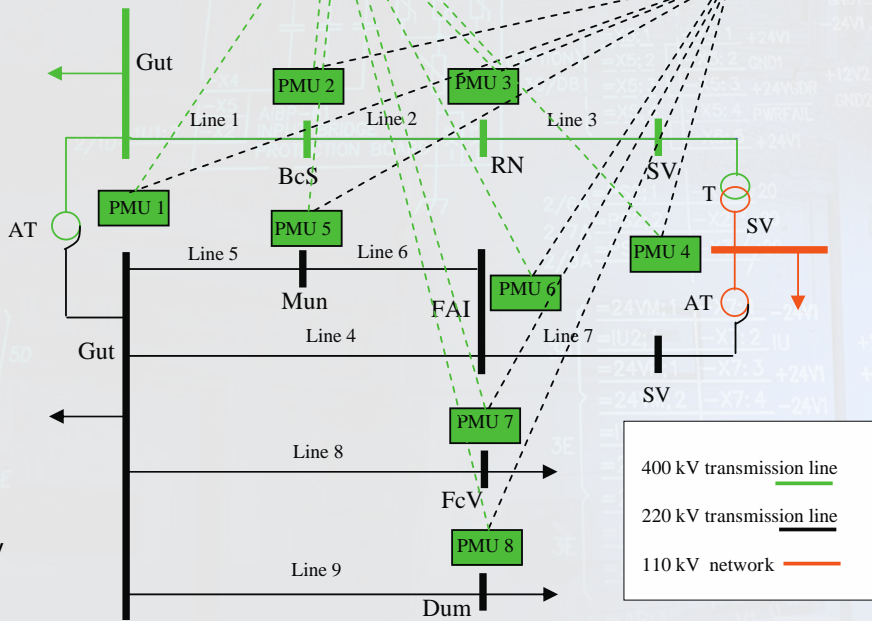 Gut
PMU 2
PMU 3
Line 1
Line 2
Line 3
BcS
RN
SV
T
PMU 1
AT
PMU 5
SV
PMU 4
Line 5
Line 6
Mun
PMU 6
FAI
AT
Gut
Line 4
Line 7
SV
PMU 7
Line 8
FcV
400 kV transmission line
220 kV transmission line
110 kV network
PMU 8
Line 9
Dum